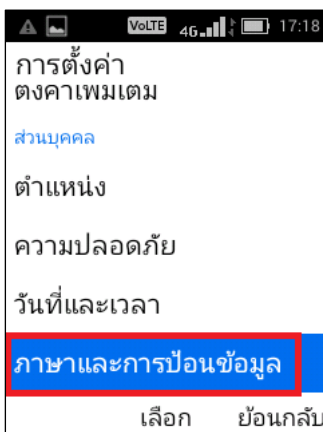 VoLTE 4G 17:18
การตั้งค่า
ตงคาเพมเตม
ส่วนบุคคล
ตำแหน่ง
ความปลอดภัย
วันที่และเวลา
ภาษาและการป้อนข้อมูล
เลือก ย้อนกลับ